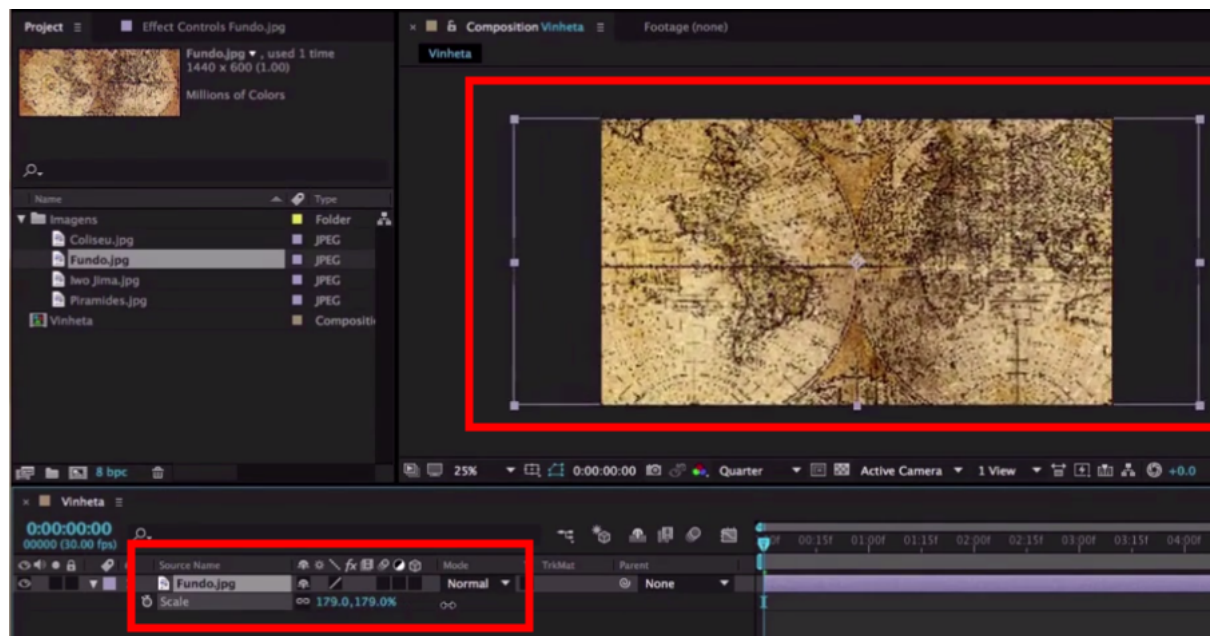 Project
Effect Controls Fundo.jpg
Composition Vinheta
Footage (none)
Fundo.jpg ▾ , used 1 time
1440 x 600 (1.00)
Millions of Colors
Vinheta
Name
Type
Imagens
Folder
Coliseu.jpg
JPEG
Fundo.jpg
JPEG
Iwo Jima.jpg
JPEG
Piramides.jpg
JPEG
Vinheta
Compositi
8 bpc
25%
0:00:00:00
Quarter
Active Camera
1 View
+0.0
Vinheta
0:00:00:00
00000 (30.00 fps)
00:15f
01:00f
01:15f
02:00f
02:15f
03:00f
03:15f
04:00f
Source Name
fx
Mode
TrkMat
Parent
Fundo.jpg
Normal
None
Scale
179.0,179.0%